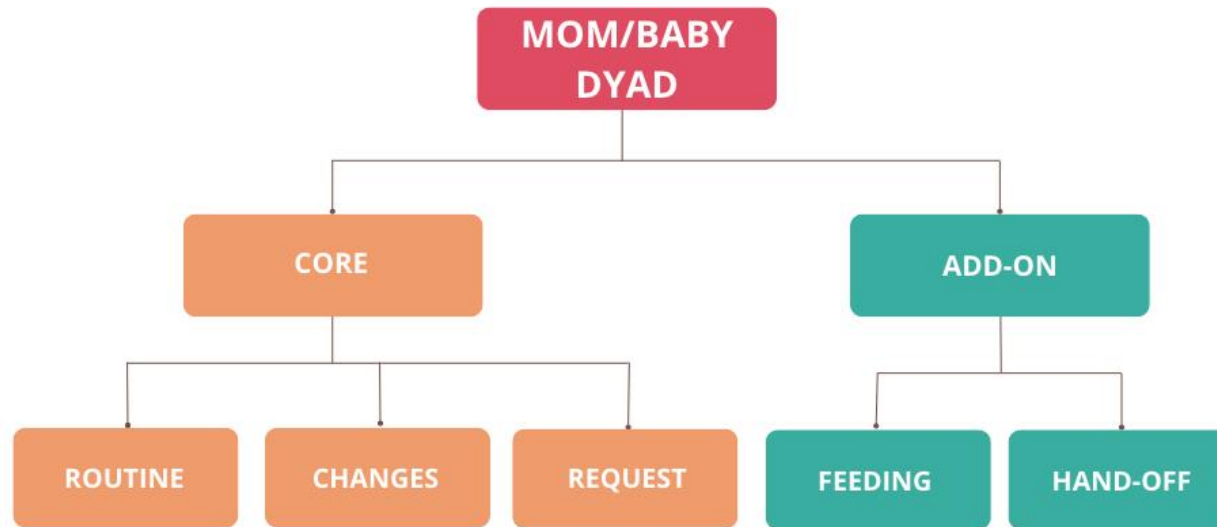 MOM/BABY
DYAD
CORE
ADD-ON
ROUTINE
CHANGES
REQUEST
FEEDING
HAND-OFF